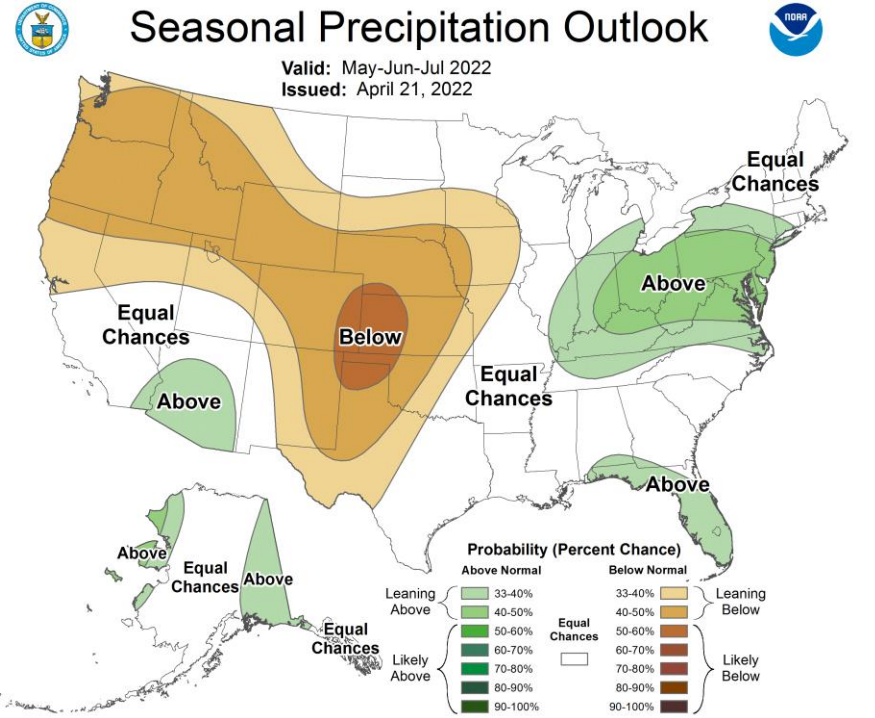 Seasonal Precipitation Outlook
NOAA
Valid: May-Jun-Jul 2022
Issued: April 21, 2022
Equal
Chances
Above
Equal
Chances
Below
Equal
Chances
Above
Above
Above
Equal
Chances
Above
Equal
Chances
Probability (Percent Chance)
Above Normal
Below Normal
Leaning
Above
33-40%
40-50%
Likely
Above
50-60%
60-70%
70-80%
80-90%
90-100%
Equal
Chances
33-40%
40-50%
Leaning
Below
50-60%
60-70%
70-80%
80-90%
90-100%
Likely
Below